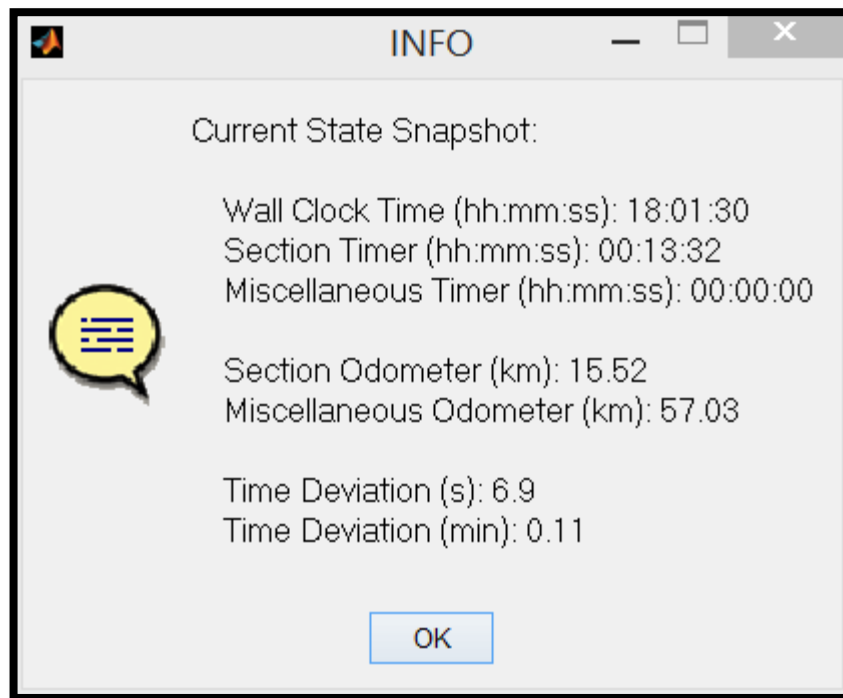 INFO
Current State Snapshot:
Wall Clock Time (hh:mm:ss): 18:01:30
Section Timer (hh:mm:ss): 00:13:32
Miscellaneous Timer (hh:mm:ss): 00:00:00
Section Odometer (km): 15.52
Miscellaneous Odometer (km): 57.03
Time Deviation (s): 6.9
Time Deviation (min): 0.11
OK